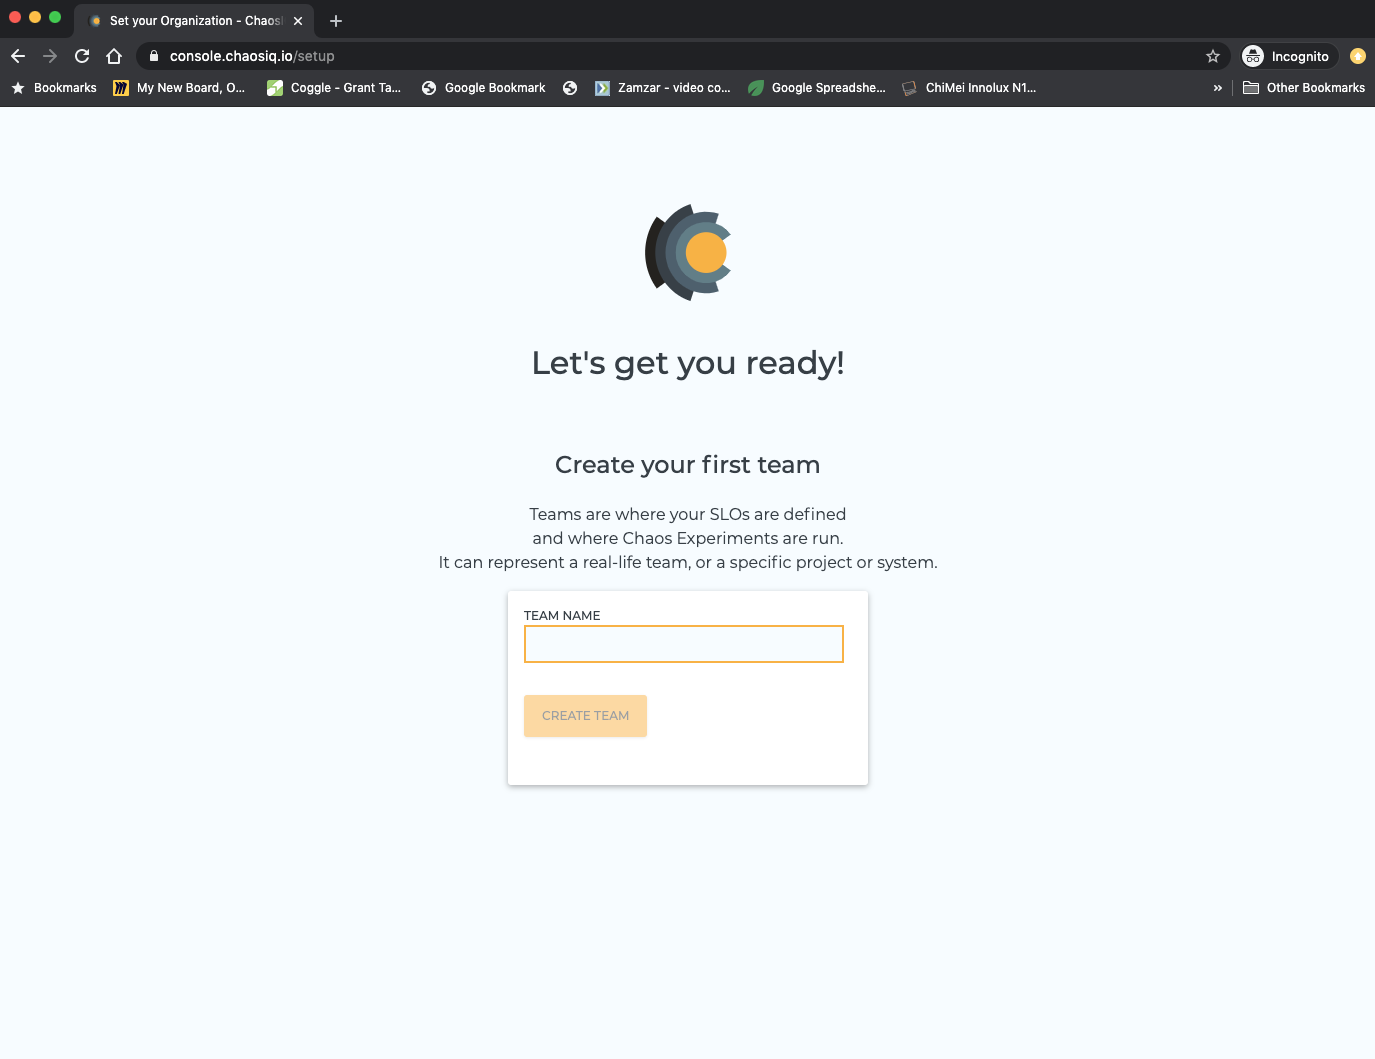 Set your Organization - Chaos
console.chaosiq.io/setup
Incognito
Bookmarks
My New Board, O...
Coggle - Grant Ta...
Google Bookmark
Zamzar - video co...
Google Spreadshe...
ChiMei Innolux N1...
»
Other Bookmarks
Let's get you ready!
Create your first team
Teams are where your SLOs are defined
and where Chaos Experiments are run.
It can represent a real-life team, or a specific project or system.
TEAM NAME
CREATE TEAM